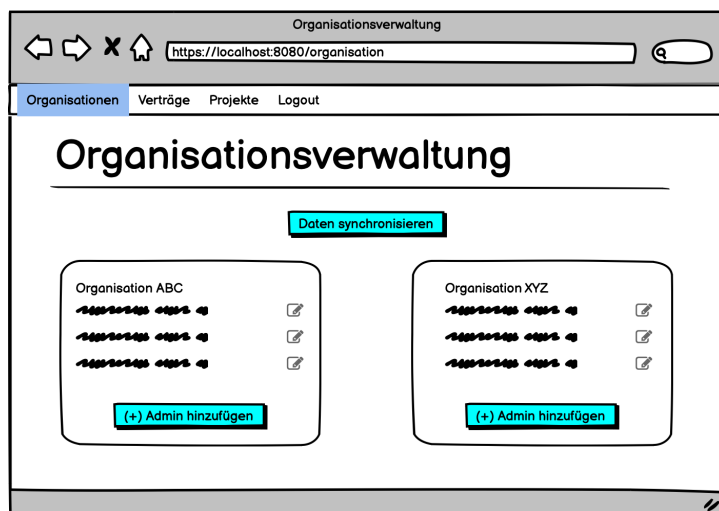 Organisationsverwaltung
https://localhost:8080/organisation
Organisationen Verträge Projekte Logout
Organisationsverwaltung
Daten synchronisieren
Organisation ABC
(+) Admin hinzufügen
Organisation XYZ
(+) Admin hinzufügen